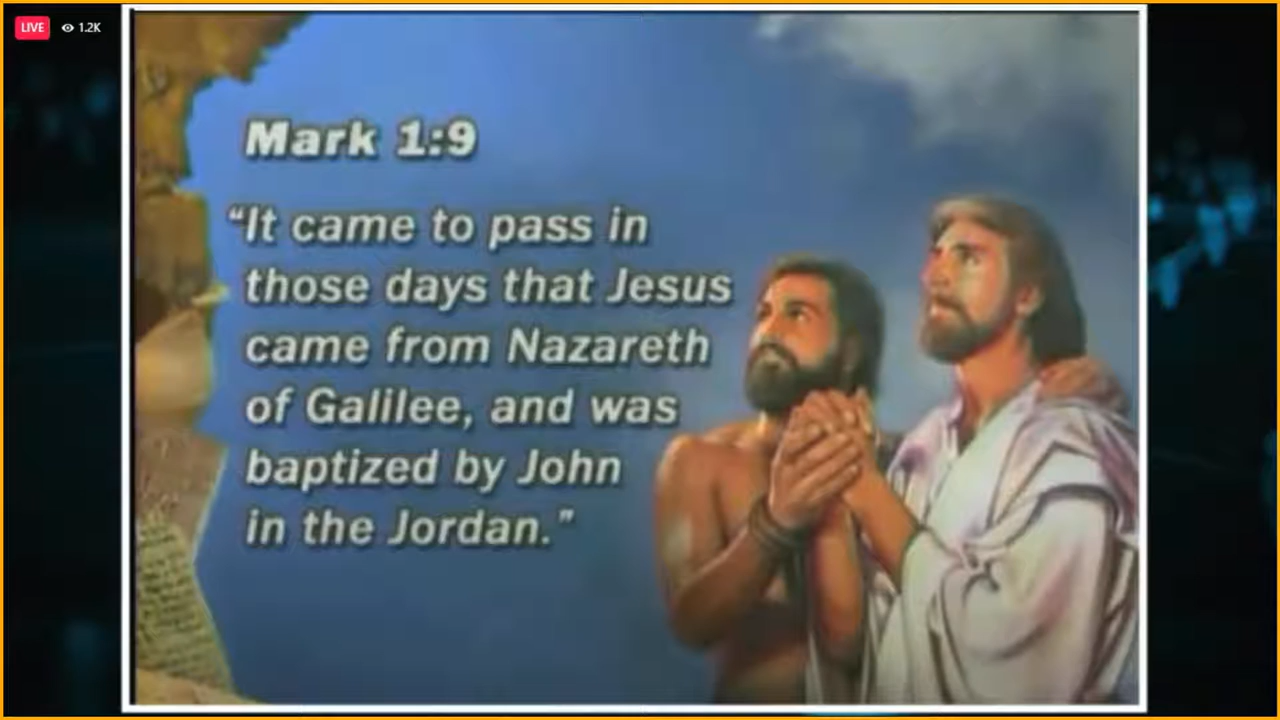 LIVE 1.2K
Mark 1:9
“It came to pass in
those days that Jesus
came from Nazareth
of Galilee, and was
baptized by John
in the Jordan.”